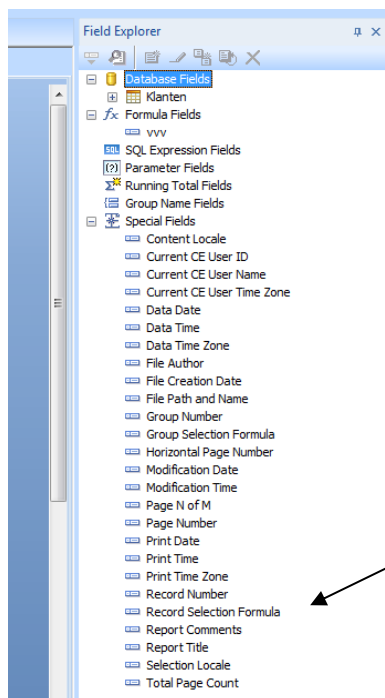 Field Explorer
Database Fields
Klanten
fx Formula Fields
vvv
SQL SQL Expression Fields
(?) Parameter Fields
Σ Running Total Fields
Group Name Fields
Special Fields
Content Locale
Current CE User ID
Current CE User Name
Current CE User Time Zone
Data Date
Data Time
Data Time Zone
File Author
File Creation Date
File Path and Name
Group Number
Group Selection Formula
Horizontal Page Number
Modification Date
Modification Time
Page N of M
Page Number
Print Date
Print Time
Print Time Zone
Record Number
Record Selection Formula
Report Comments
Report Title
Selection Locale
Total Page Count